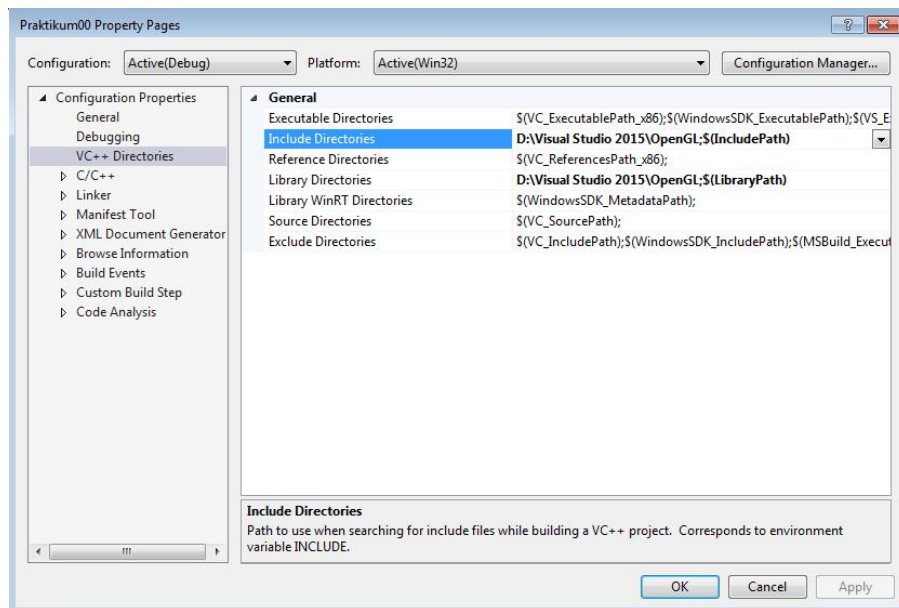 Praktikum00 Property Pages
Configuration: Active(Debug) Platform: Active(Win32) Configuration Manager...
Configuration Properties
General
Debugging
VC++ Directories
C/C++
Linker
Manifest Tool
XML Document Generator
Browse Information
Build Events
Custom Build Step
Code Analysis
General
Executable Directories $(VC_ExecutablePath_x86);$(WindowsSDK_ExecutablePath);$(VS_E
Include Directories D:\Visual Studio 2015\OpenGL;$(IncludePath)
Reference Directories $(VC_ReferencesPath_x86);
Library Directories D:\Visual Studio 2015\OpenGL;$(LibraryPath)
Library WinRT Directories $(WindowsSDK_MetadataPath);
Source Directories $(VC_SourcePath);
Exclude Directories $(VC_IncludePath);$(WindowsSDK_IncludePath);$(MSBuild_Execut
Include Directories
Path to use when searching for include files while building a VC++ project. Corresponds to environment
variable INCLUDE.
OK Cancel Apply